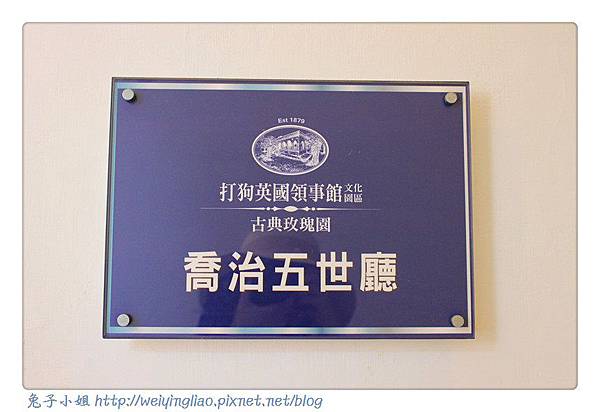 Est 1879
打狗英國領事館文化園區
古典玫瑰園
喬治五世廳
兔子小姐 http://weiyingliao.pixnet.net/blog